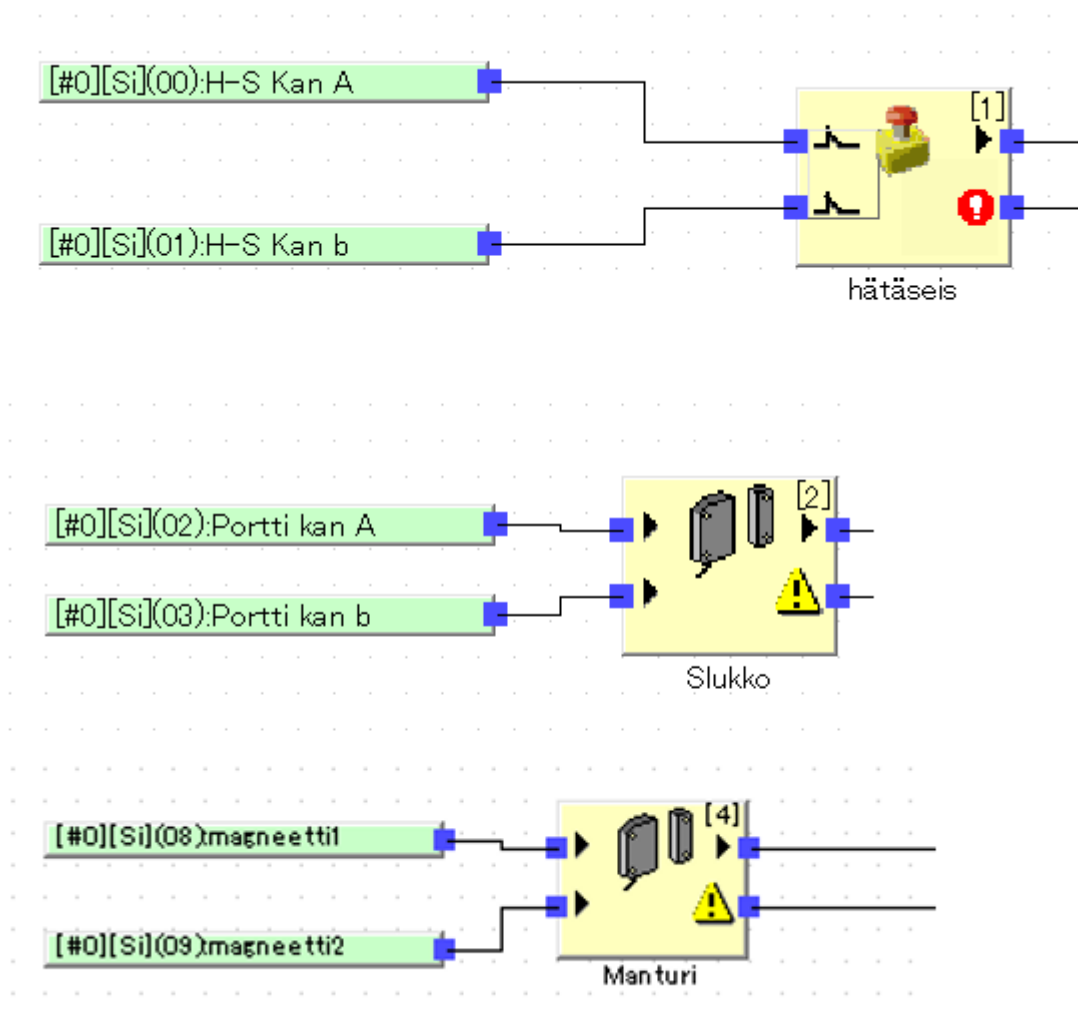 [#0][Si](00):H-S Kan A
[1]
[#0][Si](01):H-S Kan b
hätäseis
[#0][Si](02):Portti kan A
[2]
[#0][Si](03):Portti kan b
Slukko
[#0][Si](08):magneetti1
[4]
[#0][Si](09):magneetti2
Manturi